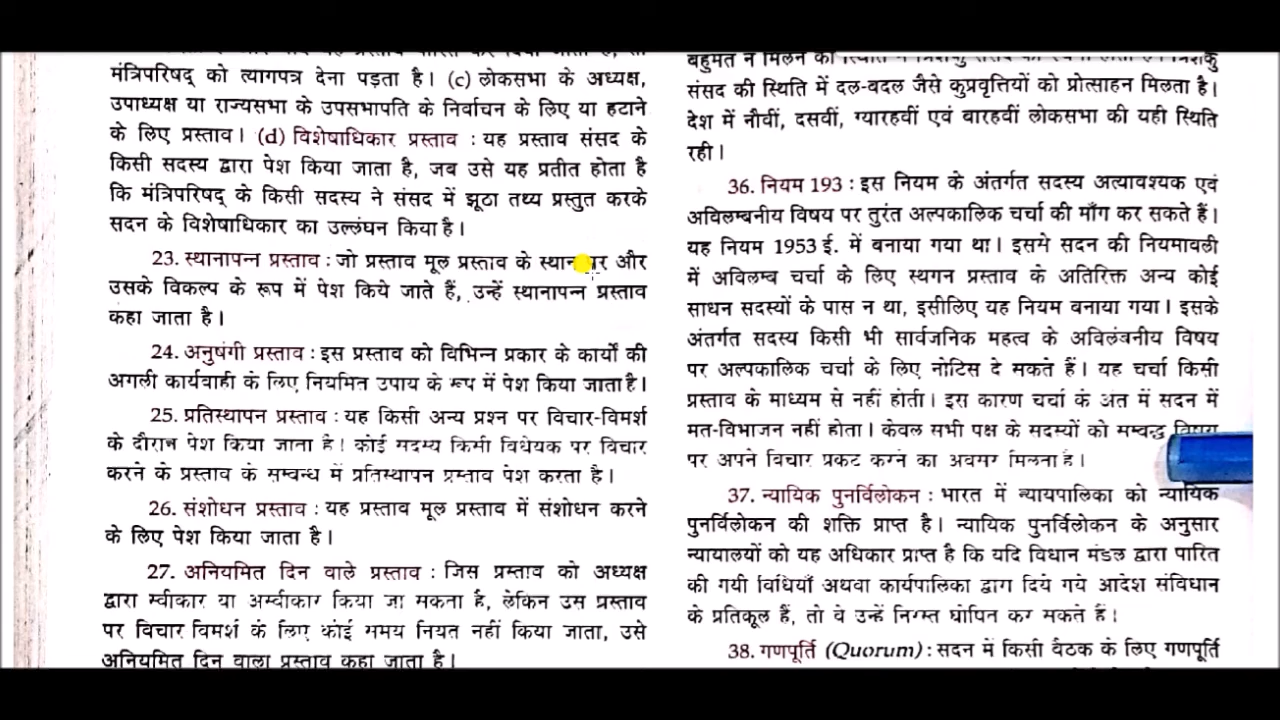 मंत्रिपरिषद् को त्यागपत्र देना पड़ता है। (c) लोकसभा के अध्यक्ष,
उपाध्यक्ष या राज्यसभा के उपसभापति के निर्वाचन के लिए या हटाने
के लिए प्रस्ताव। (d) विशेषाधिकार प्रस्ताव : यह प्रस्ताव संसद के
किसी सदस्य द्वारा पेश किया जाता है, जब उसे यह प्रतीत होता है
कि मंत्रिपरिषद् के किसी सदस्य ने संसद में झूठा तथ्य प्रस्तुत करके
सदन के विशेषाधिकार का उल्लंघन किया है।
23. स्थानापन्न प्रस्ताव : जो प्रस्ताव मूल प्रस्ताव के स्थान पर और
उसके विकल्प के रूप में पेश किये जाते हैं, उन्हें स्थानापन्न प्रस्ताव
कहा जाता है।
24. अनुषंगी प्रस्ताव : इस प्रस्ताव को विभिन्न प्रकार के कार्यों की
अगली कार्यवाही के लिए नियमित उपाय के रूप में पेश किया जाता है।
25. प्रतिस्थापन प्रस्ताव : यह किसी अन्य प्रश्न पर विचार-विमर्श
के दौरान पेश किया जाता है। कोई सदस्य किसी विधेयक पर विचार
करने के प्रस्ताव के सम्बन्ध में प्रतिस्थापन प्रस्ताव पेश करता है।
26. संशोधन प्रस्ताव : यह प्रस्ताव मूल प्रस्ताव में संशोधन करने
के लिए पेश किया जाता है।
27. अनियमित दिन वाले प्रस्ताव : जिस प्रस्ताव को अध्यक्ष
द्वारा स्वीकार या अस्वीकार किया जा सकता है, लेकिन उस प्रस्ताव
पर विचार विमर्श के लिए कोई समय नियत नहीं किया जाता, उसे
अनियमित दिन वाला प्रस्ताव कहा जाता है।
बहुमत न मिलने की स्थिति
संसद की स्थिति में दल-बदल जैसे कुप्रवृत्तियों को प्रोत्साहन मिलता है।
देश में नौवीं, दसवीं, ग्यारहवीं एवं बारहवीं लोकसभा की यही स्थिति
रही।
36. नियम 193 : इस नियम के अंतर्गत सदस्य अत्यावश्यक एवं
अविलम्बनीय विषय पर तुरंत अल्पकालिक चर्चा की माँग कर सकते हैं।
यह नियम 1953 ई. में बनाया गया था। इससे सदन की नियमावली
में अविलम्ब चर्चा के लिए स्थगन प्रस्ताव के अतिरिक्त अन्य कोई
साधन सदस्यों के पास न था, इसीलिए यह नियम बनाया गया। इसके
अंतर्गत सदस्य किसी भी सार्वजनिक महत्व के अविलंबनीय विषय
पर अल्पकालिक चर्चा के लिए नोटिस दे सकते हैं। यह चर्चा किसी
प्रस्ताव के माध्यम से नहीं होती। इस कारण चर्चा के अंत में सदन में
मत-विभाजन नहीं होता। केवल सभी पक्ष के सदस्यों को सम्बद्ध विषय
पर अपने विचार प्रकट करने का अवसर मिलता है।
37. न्यायिक पुनर्विलोकन : भारत में न्यायपालिका को न्यायिक
पुनर्विलोकन की शक्ति प्राप्त है। न्यायिक पुनर्विलोकन के अनुसार
न्यायालयों को यह अधिकार प्राप्त है कि यदि विधान मंडल द्वारा पारित
की गयी विधियाँ अथवा कार्यपालिका द्वारा दिये गये आदेश संविधान
के प्रतिकूल हैं, तो वे उन्हें निरस्त घोषित कर सकते हैं।
38. गणपूर्ति (Quorum) : सदन में किसी बैठक के लिए गणपूर्ति